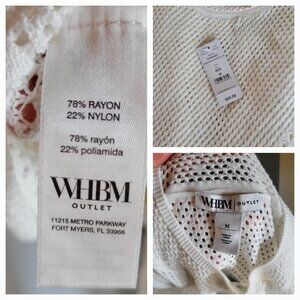 78% RAYON
22% NYLON
78% rayón
22% poliamida
WHBM
OUTLET
11215 METRO PARKWAY
FORT MYERS, FL 33966
WHBM OUTLET
M